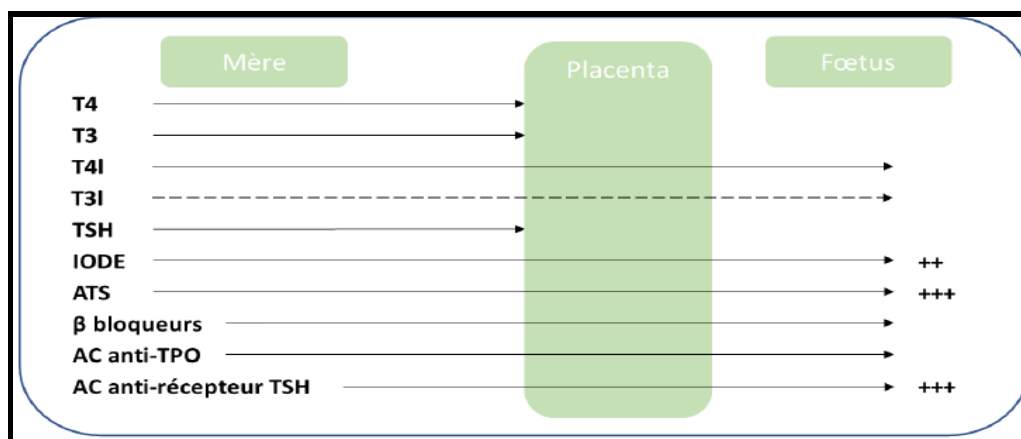 Mère
Placenta
Fœtus
T4
T3
T4l
T3l
TSH
IODE ++
ATS +++
β bloqueurs
AC anti-TPO
AC anti-récepteur TSH +++